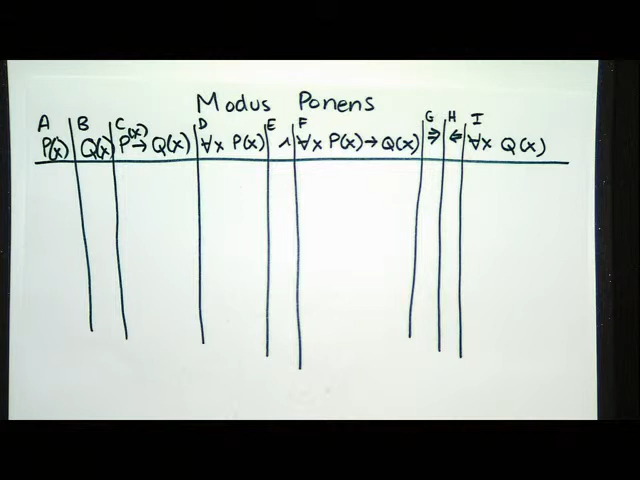 Modus Ponens
A B C D E F G H I
P(x) Q(x) P(x) → Q(x) ∀x P(x) ∧ ∀x P(x) → Q(x) ⇒ ⇐ ∀x Q(x)